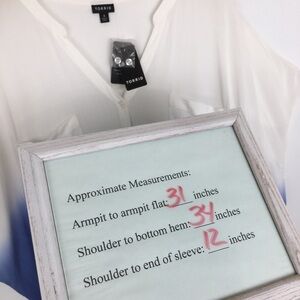 TORRID
TORRID
Approximate Measurements:
Armpit to armpit flat: 31 inches
Shoulder to bottom hem: 34 inches
Shoulder to end of sleeve: 12 inches